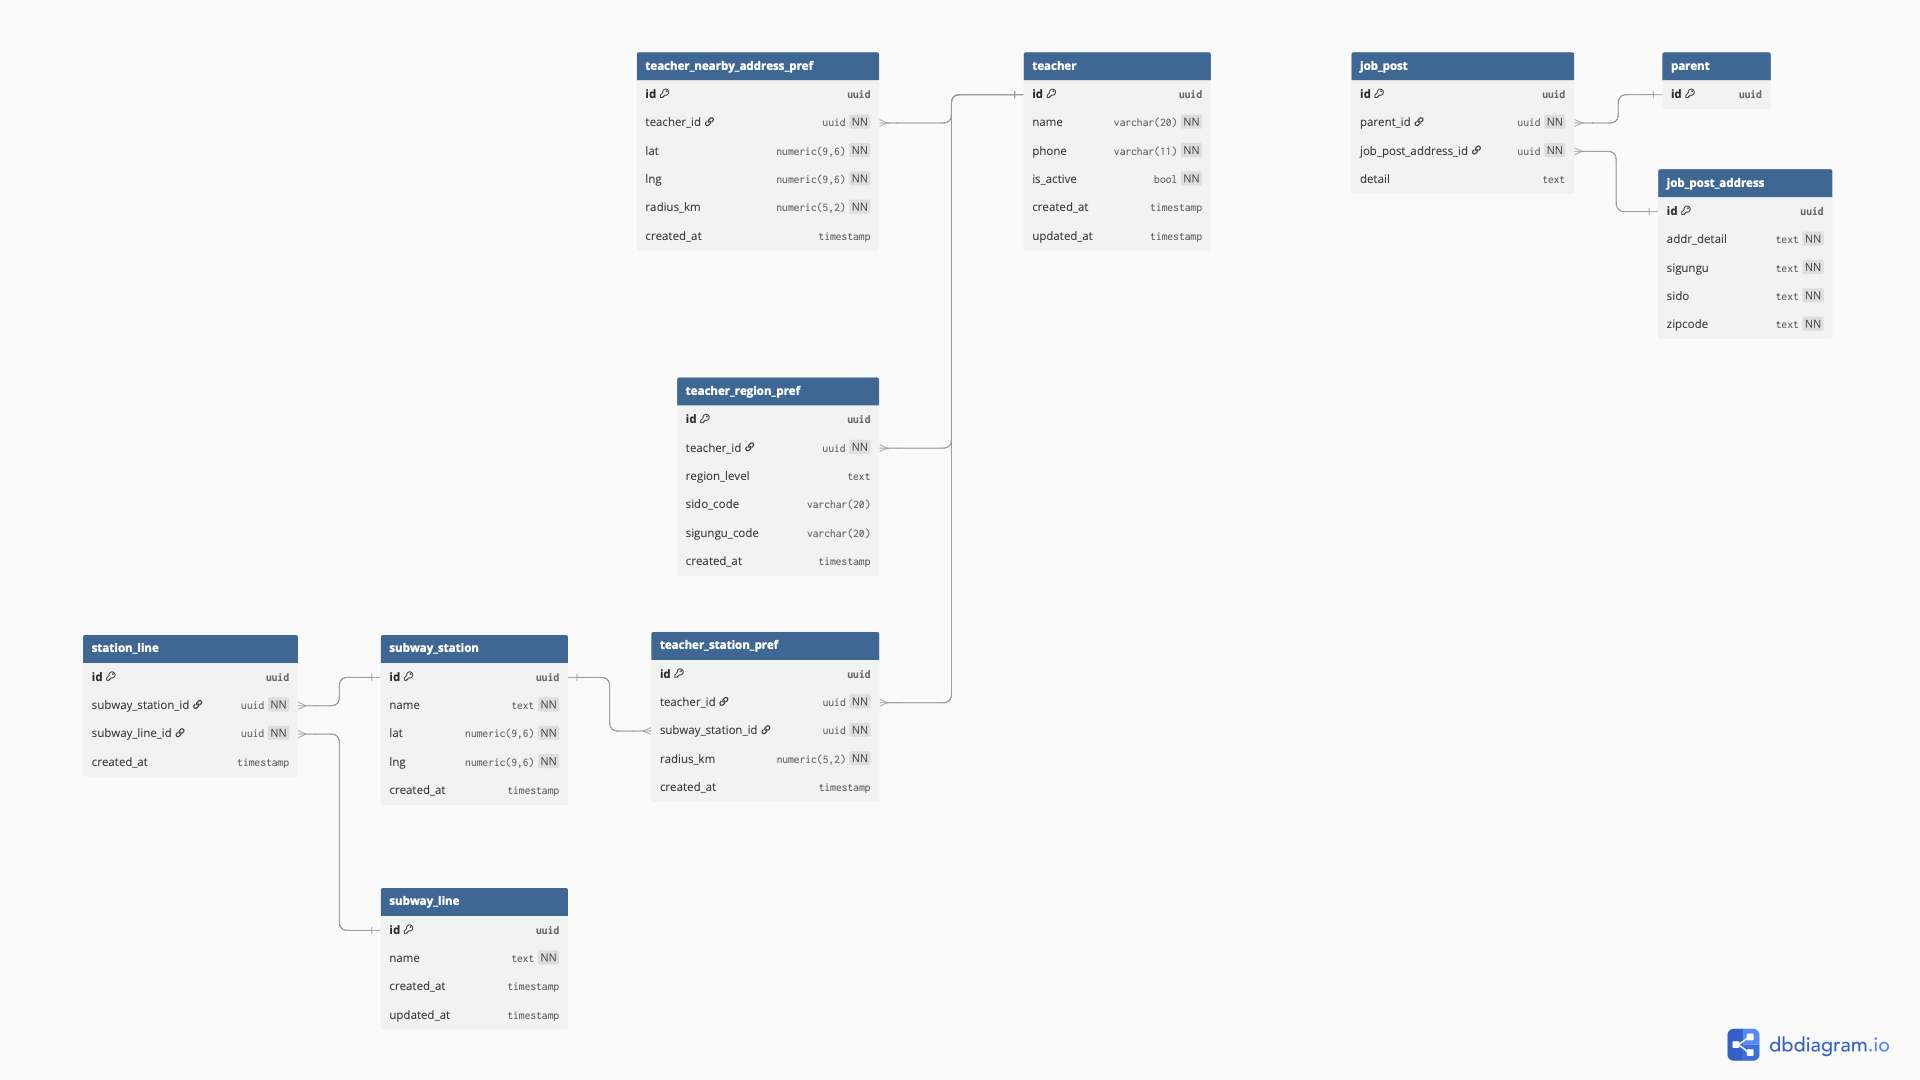 teacher_nearby_address_pref
id uuid
teacher_id uuid NN
lat numeric(9,6) NN
lng numeric(9,6) NN
radius_km numeric(5,2) NN
created_at timestamp
teacher
id uuid
name varchar(20) NN
phone varchar(11) NN
is_active bool NN
created_at timestamp
updated_at timestamp
job_post
id uuid
parent_id uuid NN
job_post_address_id uuid NN
detail text
parent
id uuid
job_post_address
id uuid
addr_detail text NN
sigungu text NN
sido text NN
zipcode text NN
teacher_region_pref
id uuid
teacher_id uuid NN
region_level text
sido_code varchar(20)
sigungu_code varchar(20)
created_at timestamp
station_line
id uuid
subway_station_id uuid NN
subway_line_id uuid NN
created_at timestamp
subway_station
id uuid
name text NN
lat numeric(9,6) NN
lng numeric(9,6) NN
created_at timestamp
teacher_station_pref
id uuid
teacher_id uuid NN
subway_station_id uuid NN
radius_km numeric(5,2) NN
created_at timestamp
subway_line
id uuid
name text NN
created_at timestamp
updated_at timestamp
dbdiagram.io